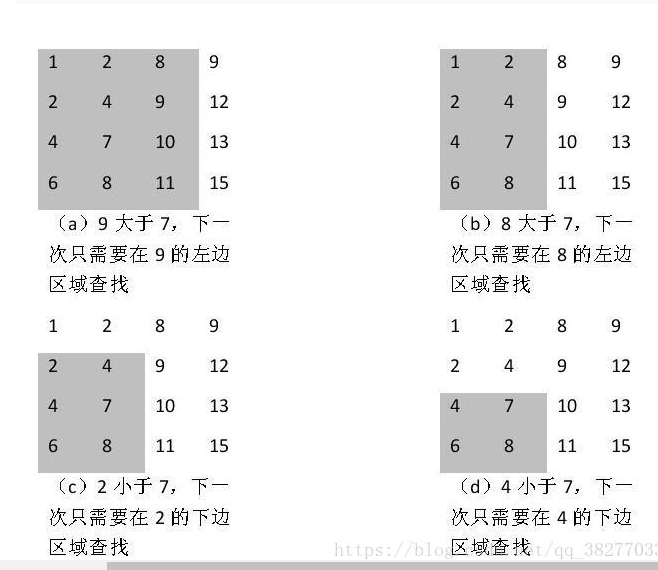 1 2 8 9
2 4 9 12
4 7 10 13
6 8 11 15
（a）9 大于 7，下一
次只需要在 9 的左边
区域查找
1 2 8 9
2 4 9 12
4 7 10 13
6 8 11 15
（b）8 大于 7，下一
次只需要在 8 的左边
区域查找
1 2 8 9
2 4 9 12
4 7 10 13
6 8 11 15
（c）2 小于 7，下一
次只需要在 2 的下边
区域查找
1 2 8 9
2 4 9 12
4 7 10 13
6 8 11 15
（d）4 小于 7，下一
次只需要在 4 的下边
区域查找